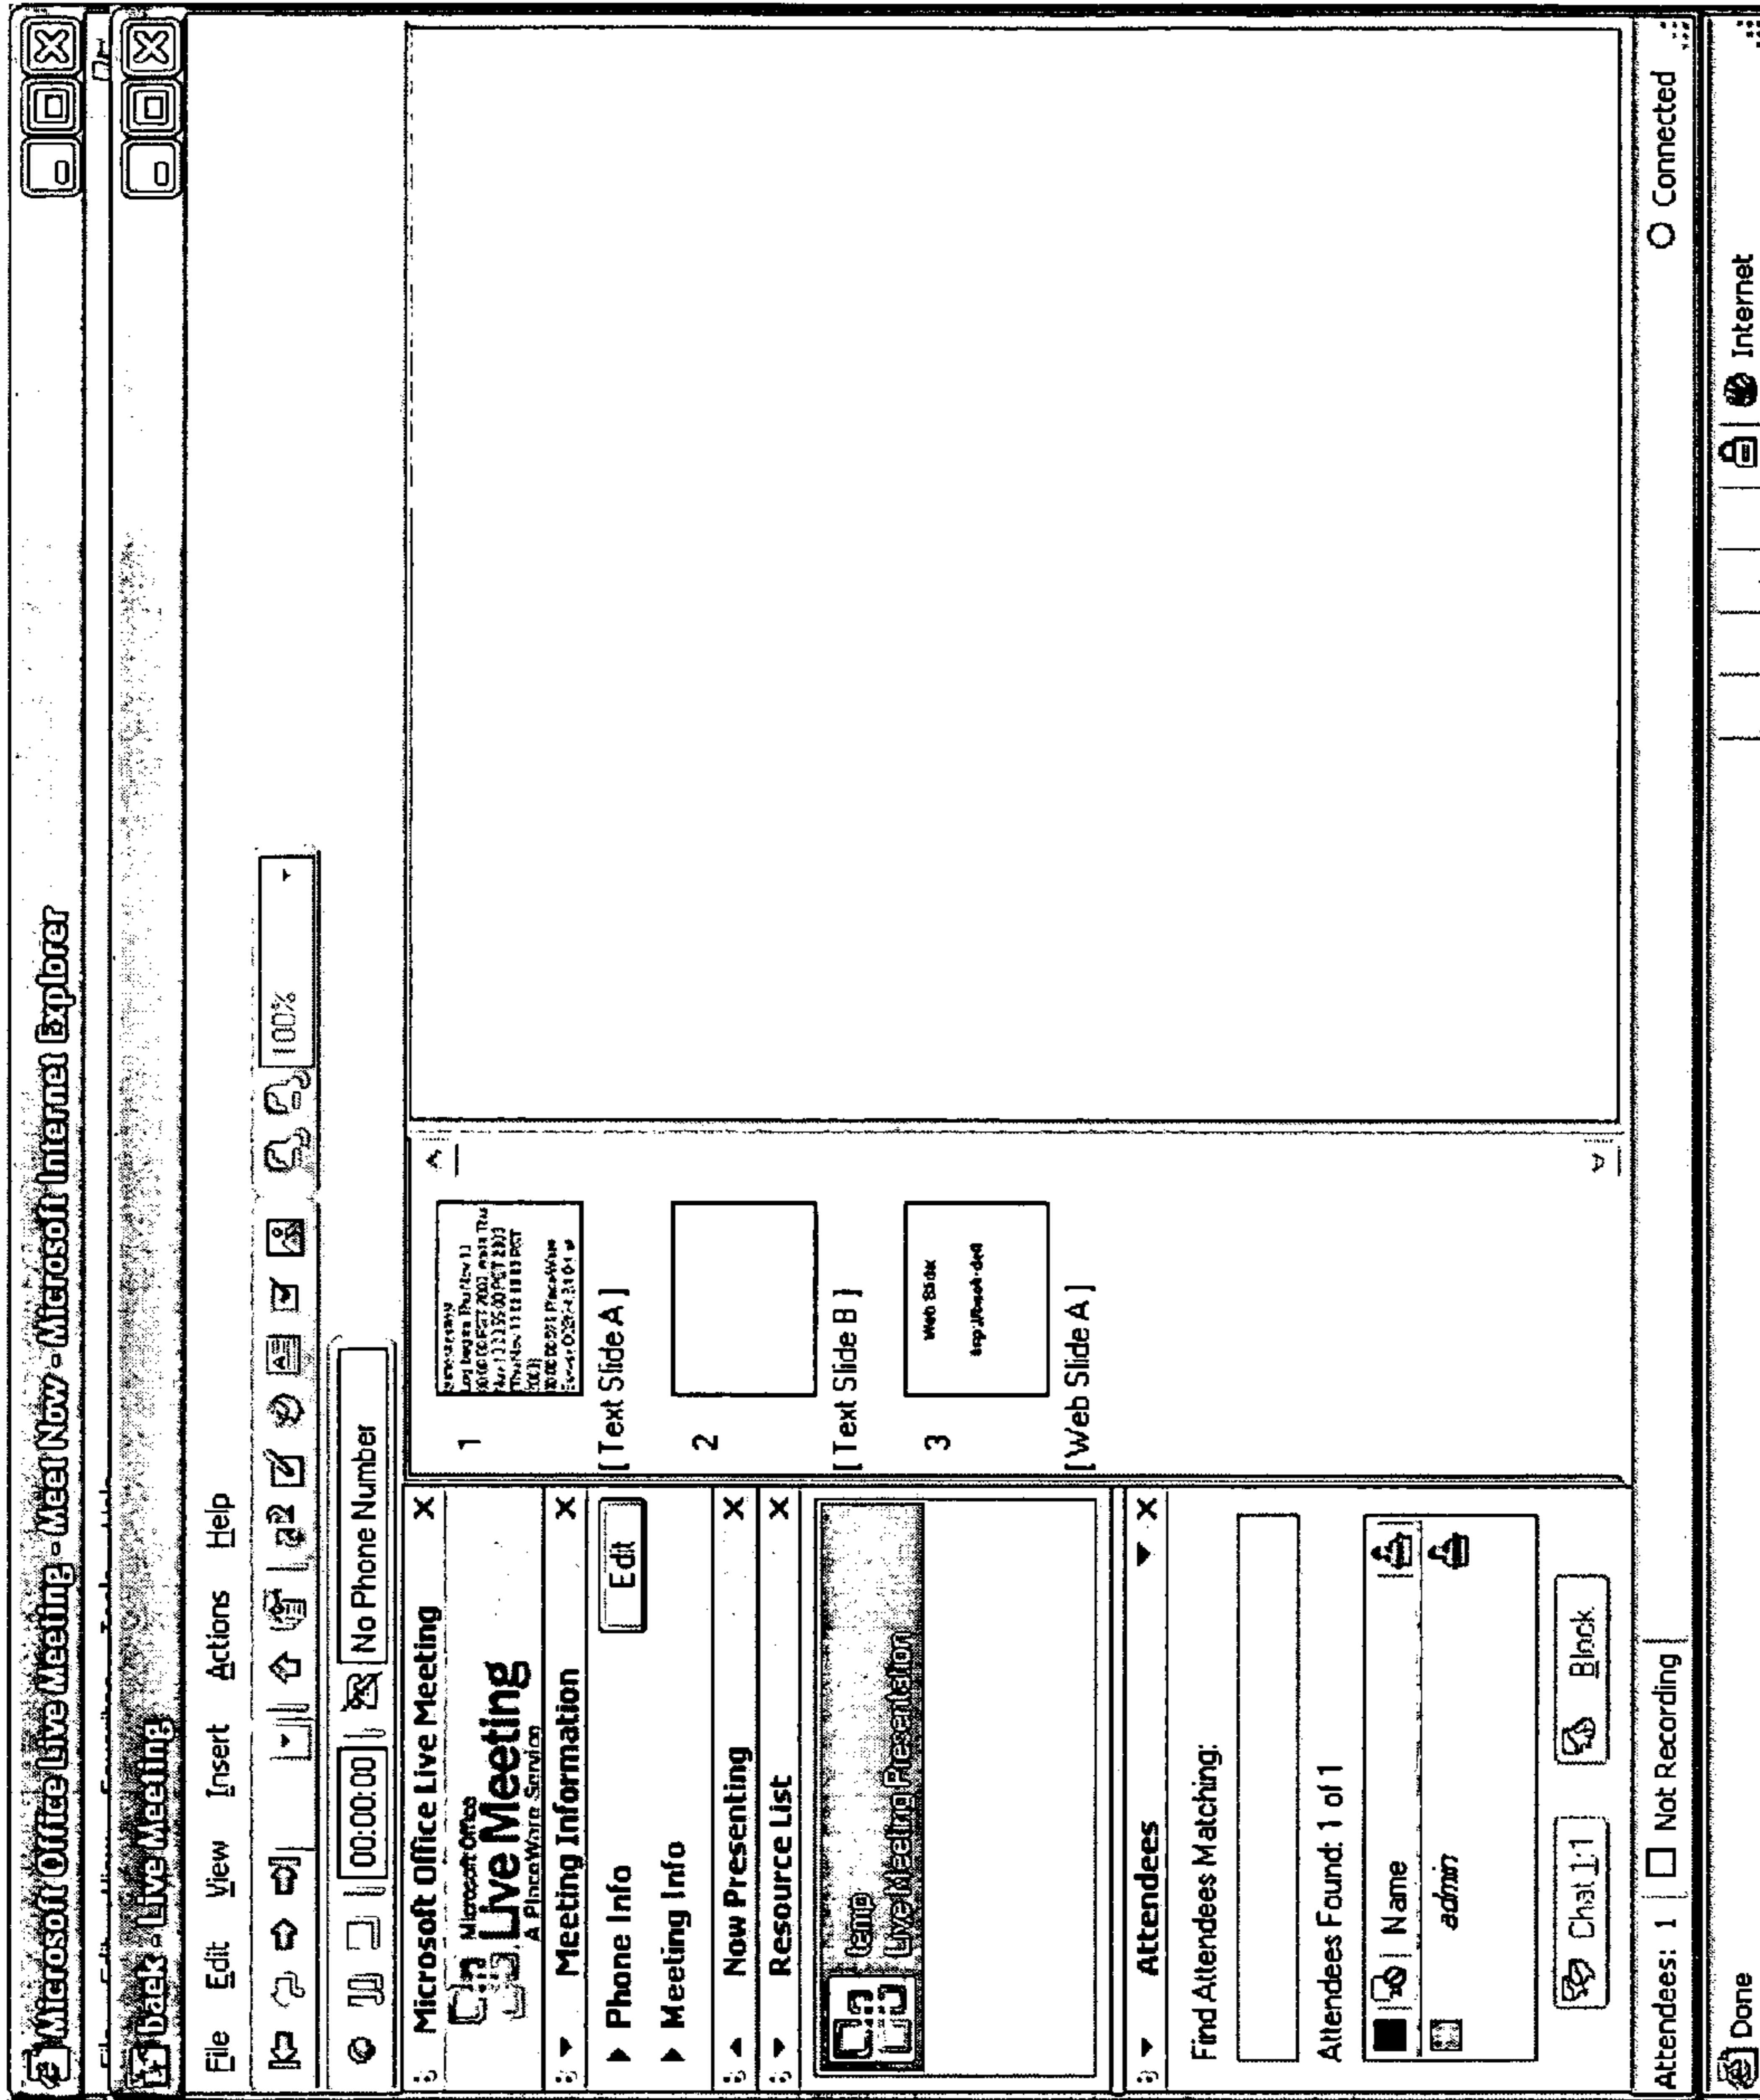 Microsoft Office Live Meeting - Meet Now - Microsoft Internet Explorer
baek - Live Meeting
File Edit View Insert Actions Help
100%
00:00:00 No Phone Number
Microsoft Office Live Meeting
Microsoft Office
Live Meeting
A PlaceWare Service
Meeting Information
Phone Info
Edit
Meeting Info
Now Presenting
Resource List
temp
Live Meeting Presentation
Attendees
Find Attendees Matching:
Attendees Found: 1 of 1
Name
admin
Chat 1:1 Block
1
[Text Slide A]
2
[Text Slide B]
3
Web Slide
[Web Slide A]
Attendees: 1 Not Recording Connected
Done Internet